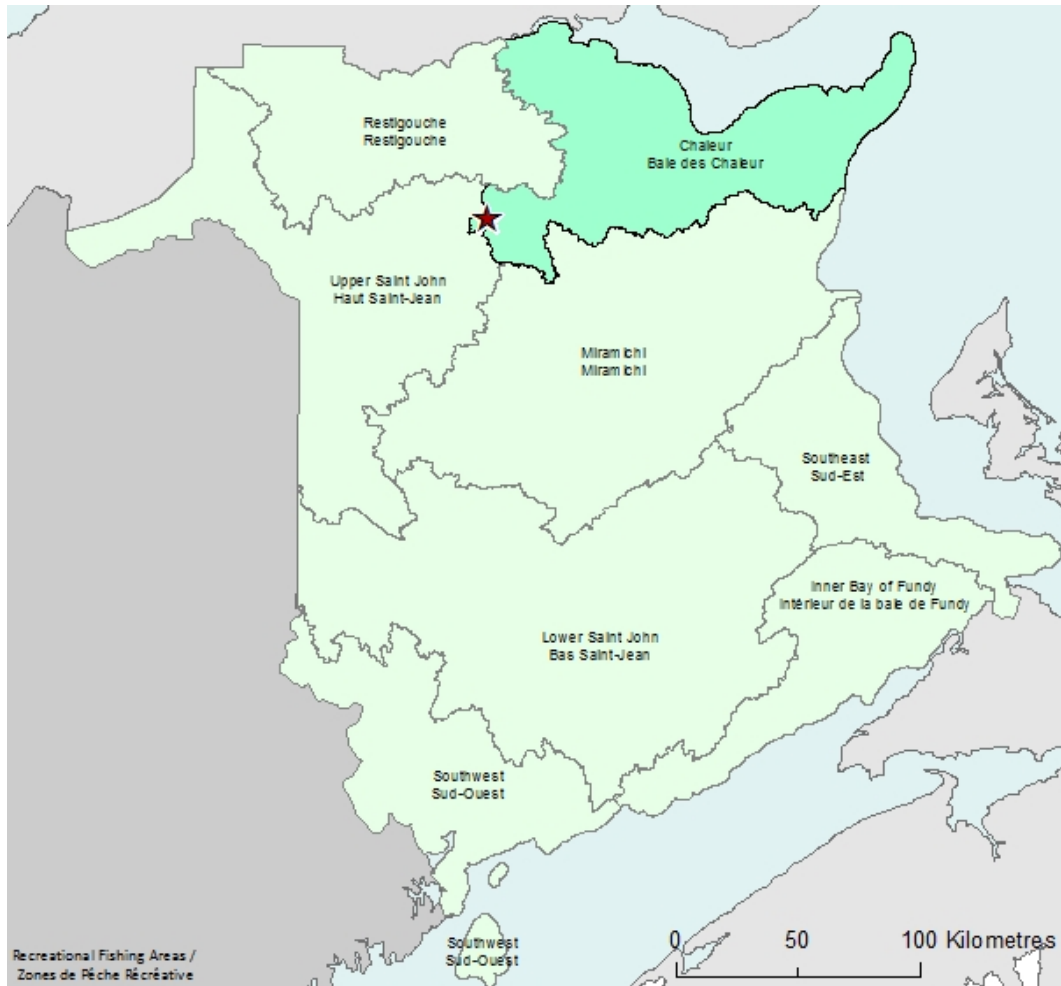 Restigouche
Restigouche
Chaleur
Baie des Chaleur
Upper Saint John
Haut Saint-Jean
Miramichi
Miramichi
Southeast
Sud-Est
Inner Bay of Fundy
Intérieur de la baie de Fundy
Lower Saint John
Bas Saint-Jean
Southwest
Sud-Ouest
Southwest
Sud-Ouest
0 50 100 Kilometres
Recreational Fishing Areas /
Zones de Pêche Récréative